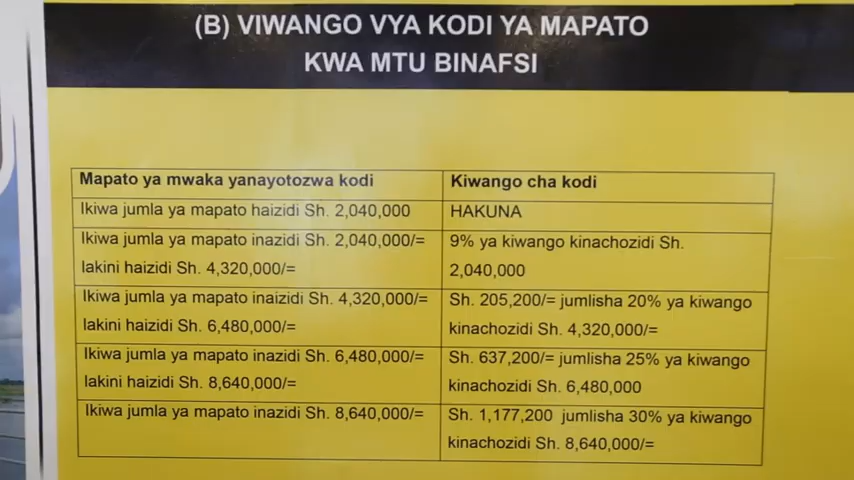 (B) VIWANGO VYA KODI YA MAPATO
KWA MTU BINAFSI
Mapato ya mwaka yanayotozwa kodi
Kiwango cha kodi
Ikiwa jumla ya mapato haizidi Sh. 2,040,000
HAKUNA
Ikiwa jumla ya mapato inazidi Sh. 2,040,000/=
lakini haizidi Sh. 4,320,000/=
9% ya kiwango kinachozidi Sh.
2,040,000
Ikiwa jumla ya mapato inaizidi Sh. 4,320,000/=
lakini haizidi Sh. 6,480,000/=
Sh. 205,200/= jumlisha 20% ya kiwango
kinachozidi Sh. 4,320,000/=
Ikiwa jumla ya mapato inazidi Sh. 6,480,000/=
lakini haizidi Sh. 8,640,000/=
Sh. 637,200/= jumlisha 25% ya kiwango
kinachozidi Sh. 6,480,000
Ikiwa jumla ya mapato inazidi Sh. 8,640,000/=
Sh. 1,177,200 jumlisha 30% ya kiwango
kinachozidi Sh. 8,640,000/=